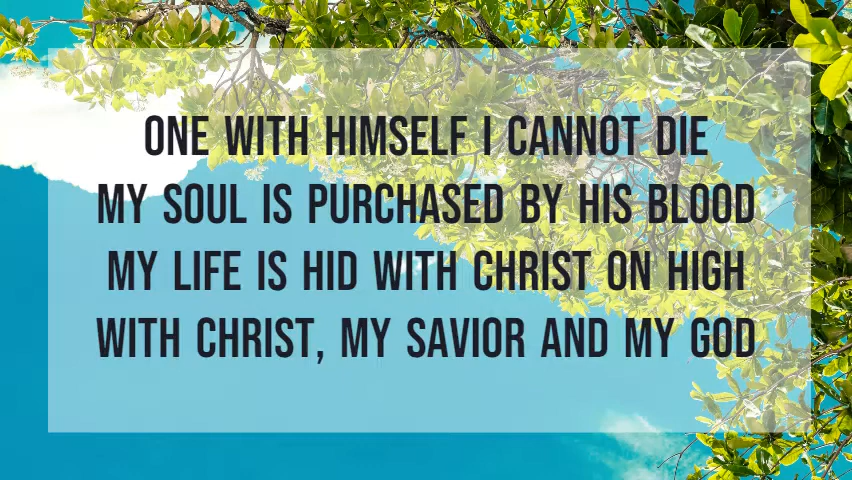 ONE WITH HIMSELF I CANNOT DIE
MY SOUL IS PURCHASED BY HIS BLOOD
MY LIFE IS HID WITH CHRIST ON HIGH
WITH CHRIST, MY SAVIOR AND MY GOD